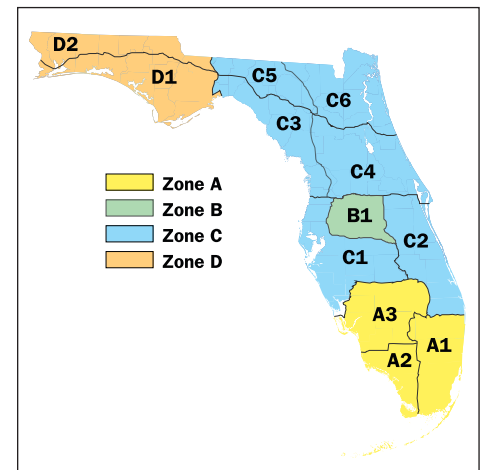 D2
D1
C5
C6
C3
C4
Zone A
Zone B
Zone C
Zone D
B1
C2
C1
A3
A1
A2